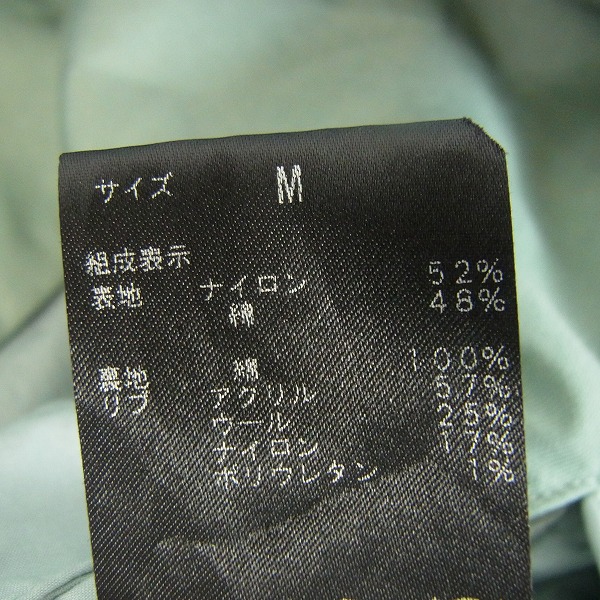 サイズ M
組成表示
表地 ナイロン 52%
綿 48%
裏地 綿 100%
リブ アクリル 57%
ウール 25%
ナイロン 17%
ポリウレタン 1%